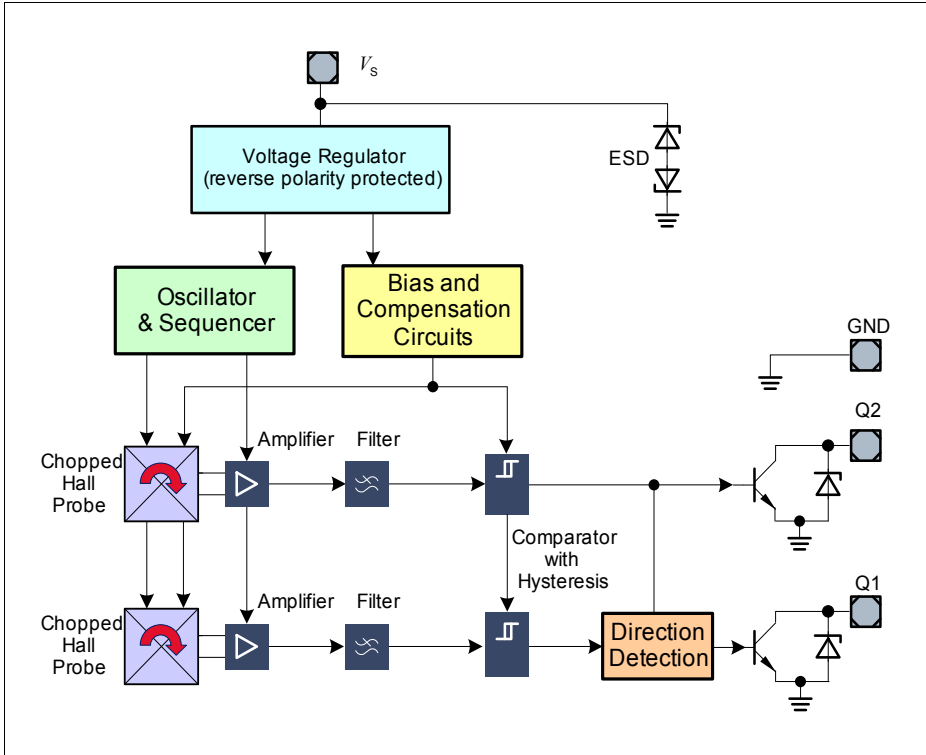 VS
Voltage Regulator
(reverse polarity protected)
ESD
Oscillator
& Sequencer
Bias and
Compensation
Circuits
GND
Q2
Amplifier
Filter
Chopped
Hall
Probe
Comparator
with
Hysteresis
Q1
Amplifier
Filter
Chopped
Hall
Probe
Direction
Detection